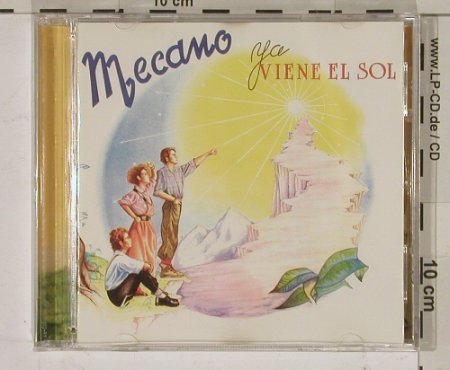 10 cm
Mecano
ya
VIENE EL SOL
www.LP-CD.de / CD
10 cm